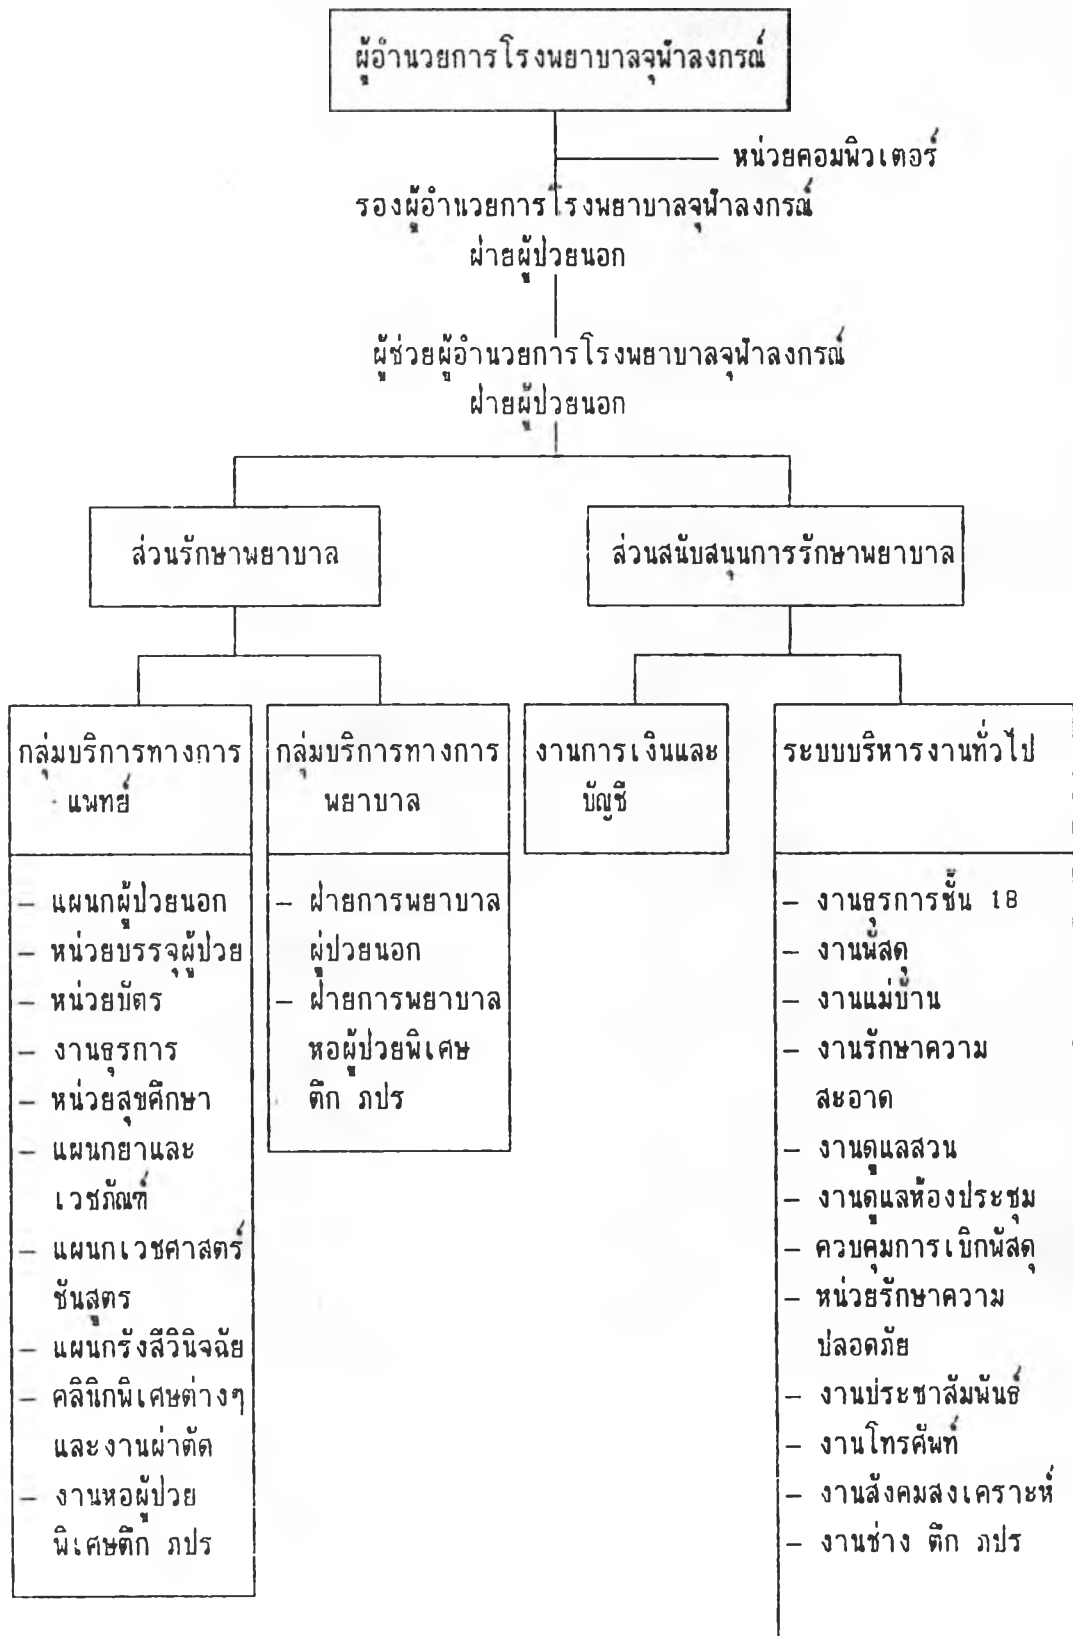 ผู้อำนวยการโรงพยาบาลจุฬาลงกรณ์
หน่วยคอมพิวเตอร์
รองผู้อำนวยการโรงพยาบาลจุฬาลงกรณ์
ฝ่ายผู้ป่วยนอก
ผู้ช่วยผู้อำนวยการโรงพยาบาลจุฬาลงกรณ์
ฝ่ายผู้ป่วยนอก
ส่วนรักษาพยาบาล
ส่วนสนับสนุนการรักษาพยาบาล
กลุ่มบริการทางการ
แพทย์
- แผนกผู้ป่วยนอก
- หน่วยบรรจุผู้ป่วย
- หน่วยบัตร
- งานธุรการ
- หน่วยสุขศึกษา
- แผนกยาและ
เวชภัณฑ์
- แผนกเวชศาสตร์
ชันสูตร
- แผนกรังสีวินิจฉัย
- คลินิกพิเศษต่างๆ
และงานผ่าตัด
- งานหอผู้ป่วย
พิเศษตึก ภปร
กลุ่มบริการทางการ
พยาบาล
- ฝ่ายการพยาบาล
ผู่ป่วยนอก
- ฝ่ายการพยาบาล
หอผู้ป่วยพิเศษ
ตึก ภปร
งานการเงินและ
บัญชี
ระบบบริหารงานทั่วไป
- งานธุรการชั้น 18
- งานพัสดุ
- งานแม่บ้าน
- งานรักษาความ
สะอาด
- งานดูแลสวน
- งานดูแลห้องประชุม
- ควบคุมการเบิกพัสดุ
- หน่วยรักษาความ
ปลอดภัย
- งานประชาสัมพันธ์
- งานโทรศัพท์
- งานสังคมสงเคราะห์
- งานช่าง ตึก ภปร